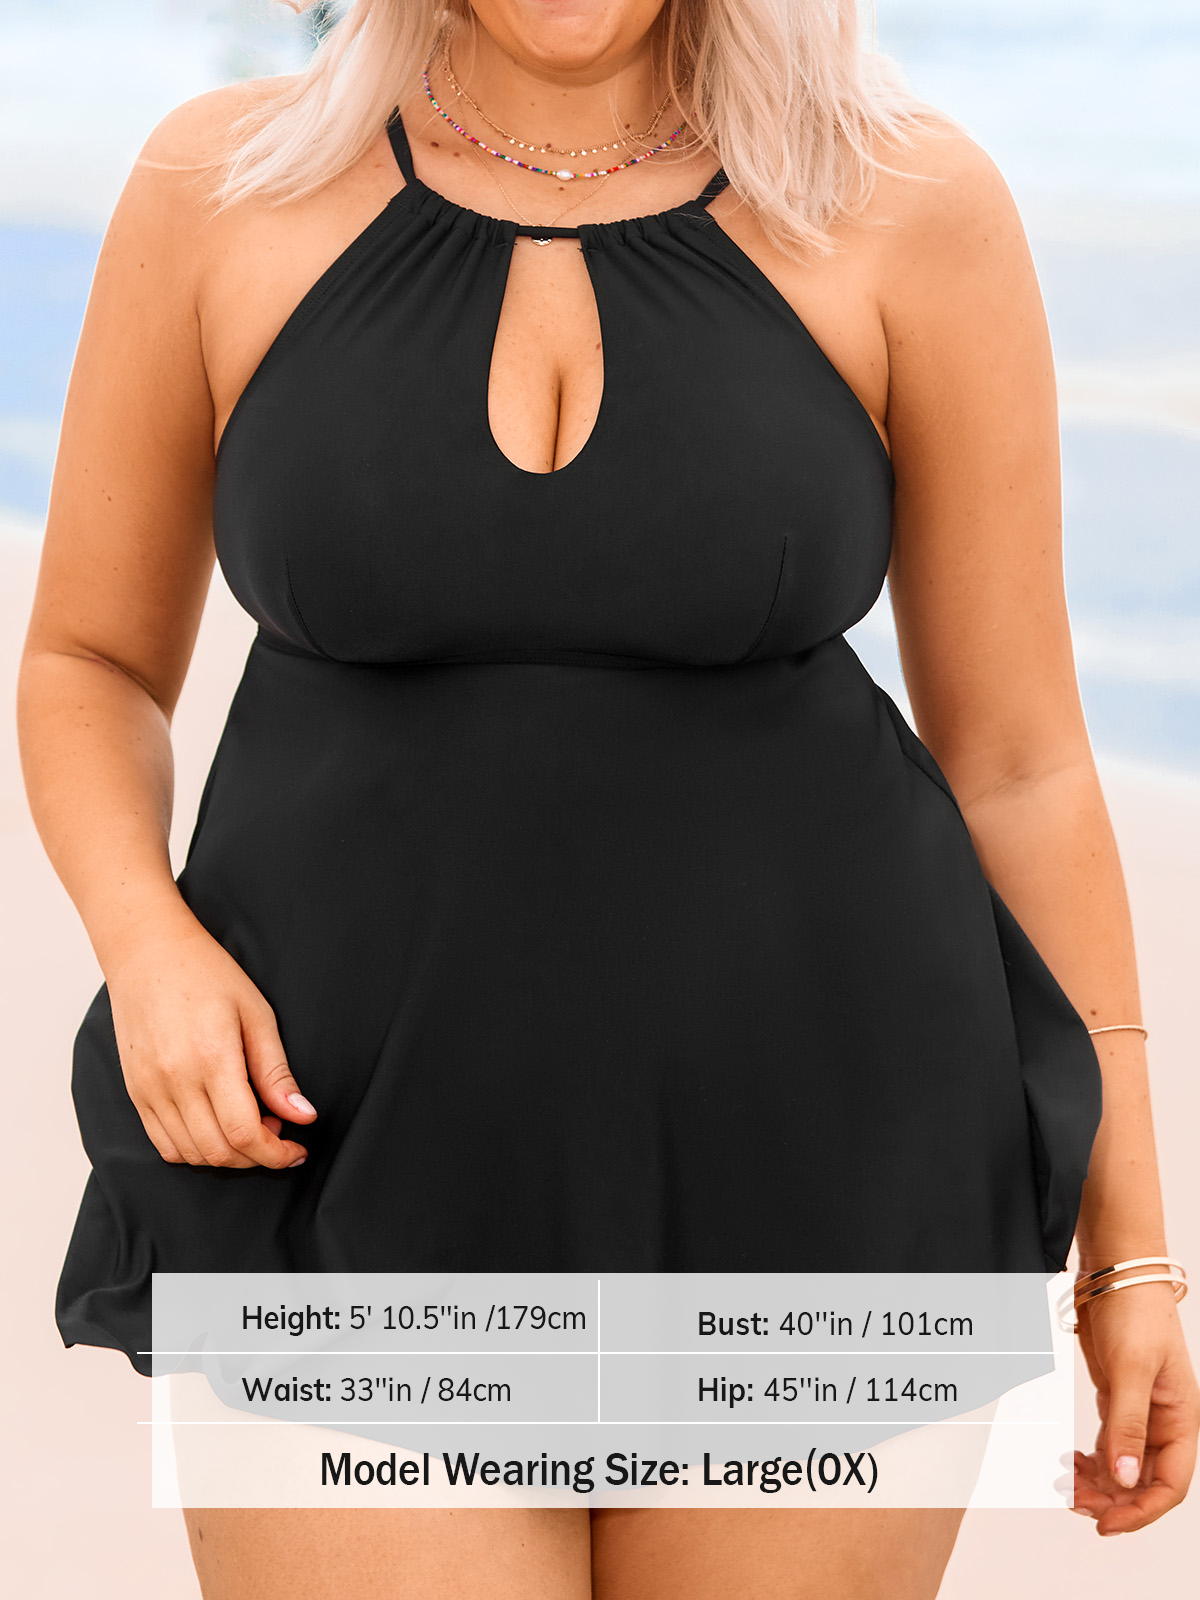 Height: 5' 10.5"in /179cm
Bust: 40"in / 101cm
Waist: 33"in / 84cm
Hip: 45"in / 114cm
Model Wearing Size: Large(0X)